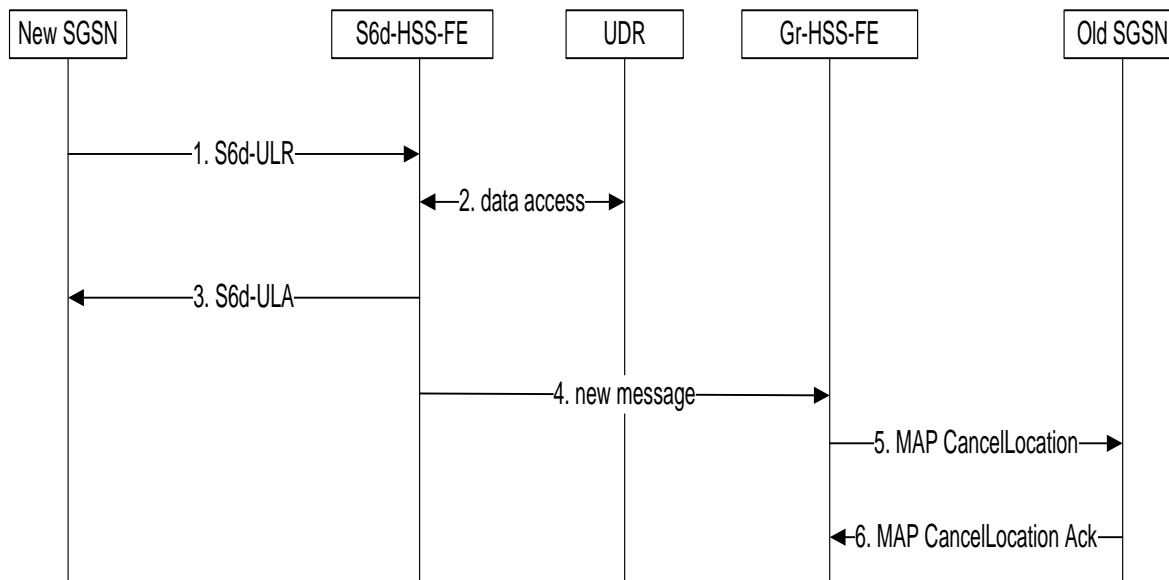 New SGSN
S6d-HSS-FE
UDR
Gr-HSS-FE
Old SGSN
1. S6d-ULR
2. data access
3. S6d-ULA
4. new message
5. MAP CancelLocation
6. MAP CancelLocation Ack